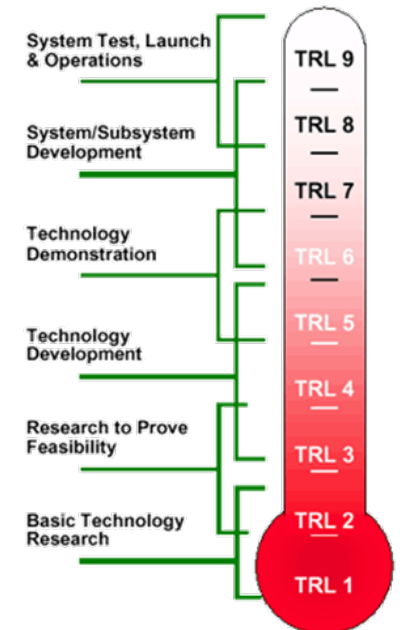 System Test, Launch
& Operations
System/Subsystem
Development
Technology
Demonstration
Technology
Development
Research to Prove
Feasibility
Basic Technology
Research
TRL 9
TRL 8
TRL 7
TRL 6
TRL 5
TRL 4
TRL 3
TRL 2
TRL 1